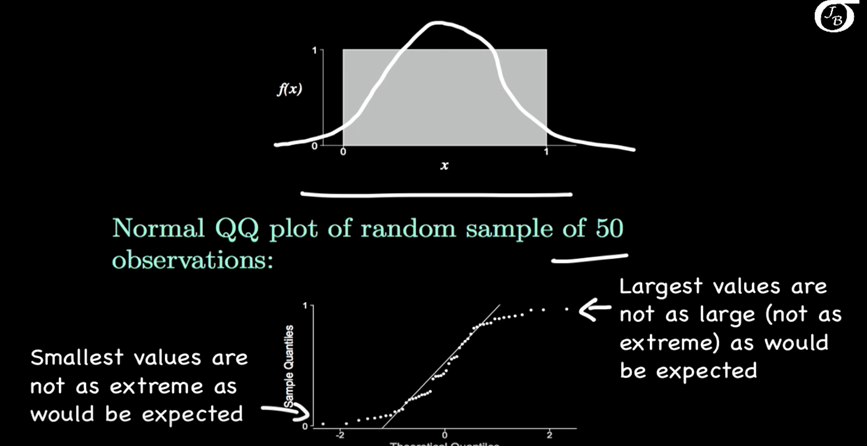 JB
1
f(x)
0
0
1
x
Normal QQ plot of random sample of 50
observations:
Largest values are
not as large (not as
extreme) as would
be expected
Smallest values are
not as extreme as
would be expected
1
Sample Quantiles
0
-2
0
2
Theoretical Quantiles